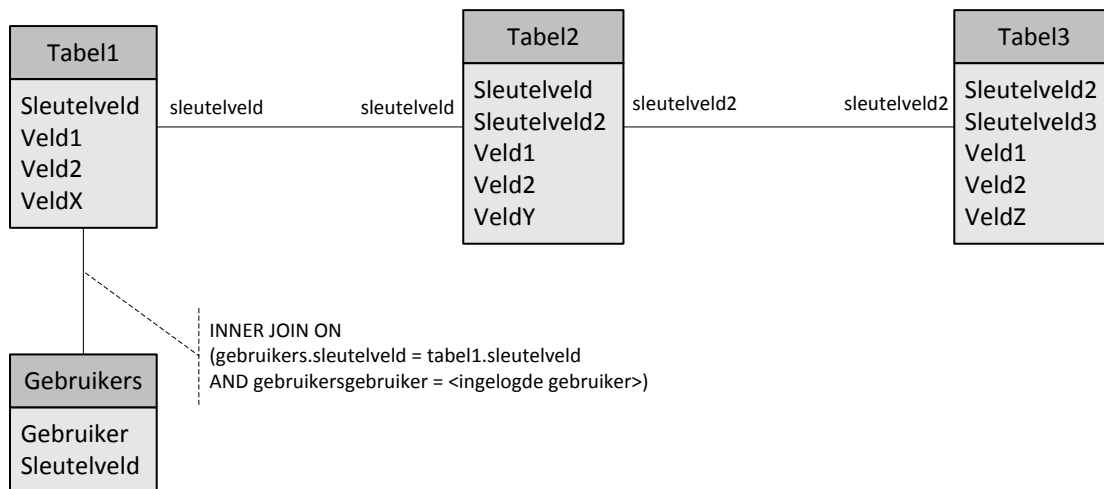 Tabel1
Sleutelveld
Veld1
Veld2
VeldX
sleutelveld
sleutelveld
Tabel2
Sleutelveld
Sleutelveld2
Veld1
Veld2
VeldY
sleutelveld2
sleutelveld2
Tabel3
Sleutelveld2
Sleutelveld3
Veld1
Veld2
VeldZ
INNER JOIN ON
(gebruikers.sleutelveld = tabel1.sleutelveld
AND gebruikersgebruiker = <ingelogde gebruiker>)
Gebruikers
Gebruiker
Sleutelveld